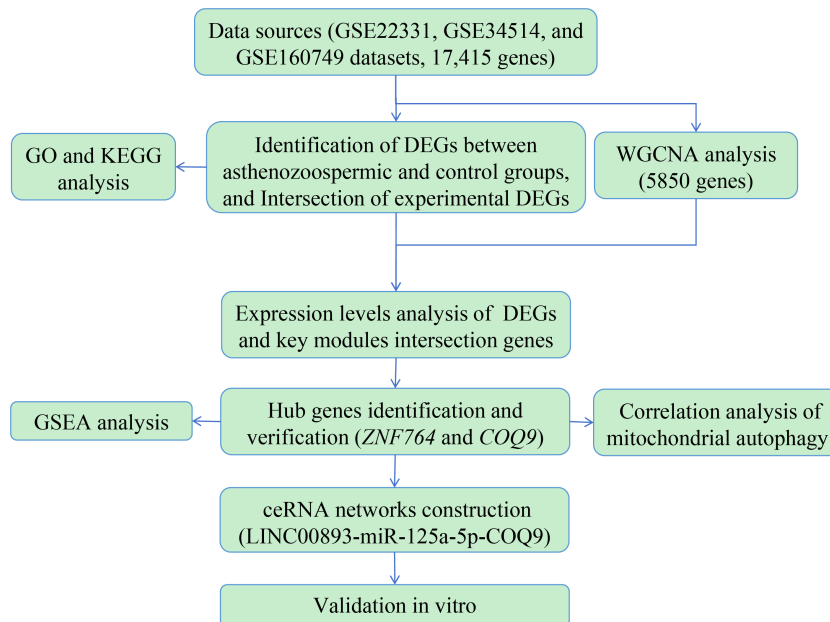 Data sources (GSE22331, GSE34514, and
GSE160749 datasets, 17,415 genes)
GO and KEGG
analysis
Identification of DEGs between
asthenozoospermic and control groups,
and Intersection of experimental DEGs
WGCNA analysis
(5850 genes)
Expression levels analysis of DEGs
and key modules intersection genes
GSEA analysis
Hub genes identification and
verification (ZNF764 and COQ9)
Correlation analysis of
mitochondrial autophagy
ceRNA networks construction
(LINC00893-miR-125a-5p-COQ9)
Validation in vitro